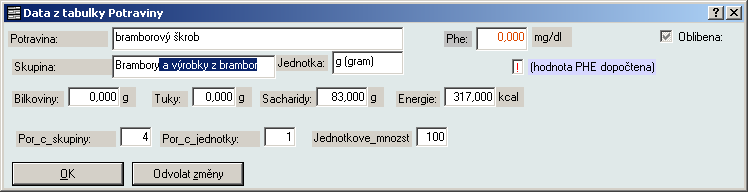 Data z tabulky Potraviny
Potravina: bramborový škrob Phe: 0,000 mg/dl Oblibena:
Skupina: Brambory a výrobky z brambor Jednotka: g (gram) ! (hodnota PHE dopočtena)
Bilkoviny: 0,000 g Tuky: 0,000 g Sacharidy: 83,000 g Energie: 317,000 kcal
Por_c_skupiny: 4 Por_c_jednotky: 1 Jednotkove_mnozst 100
OK Odvolat změny